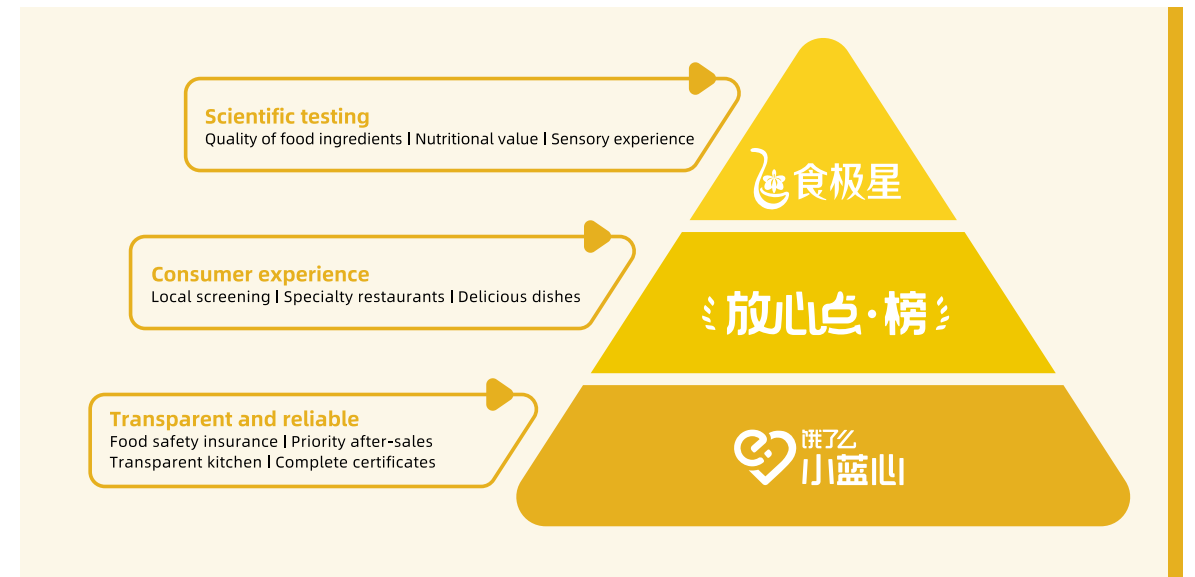 Scientific testing
Quality of food ingredients | Nutritional value | Sensory experience
食极星
Consumer experience
Local screening | Specialty restaurants | Delicious dishes
放心点·榜
Transparent and reliable
Food safety insurance | Priority after-sales
Transparent kitchen | Complete certificates
饿了么
小蓝心